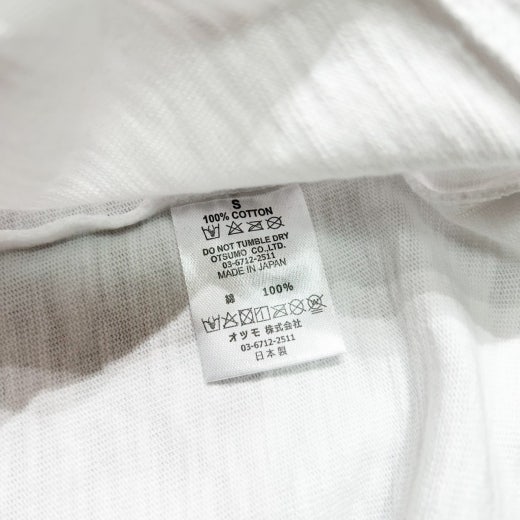 S
100% COTTON
DO NOT TUMBLE DRY
OTSUMO CO.,LTD.
03-6712-2511
MADE IN JAPAN
綿 100%
オツモ 株式会社
03-6712-2511
日本製